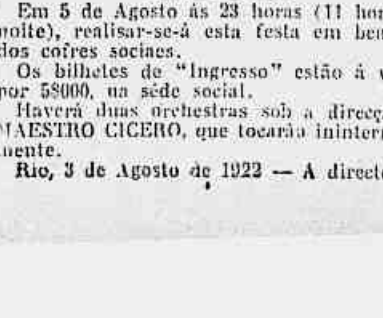 Em 5 de Agosto ás 23 horas (11 hor
noite), realisar-se-á esta festa em ben
dos cofres sociaes.
Os bilhetes de "Ingresso" estão á v
por 5$000, na séde social.
Haverá duas orchestras sob a direcç
MAESTRO CICERO, que tocarão ininter
mente.
Rio, 3 de Agosto de 1922 — A directo